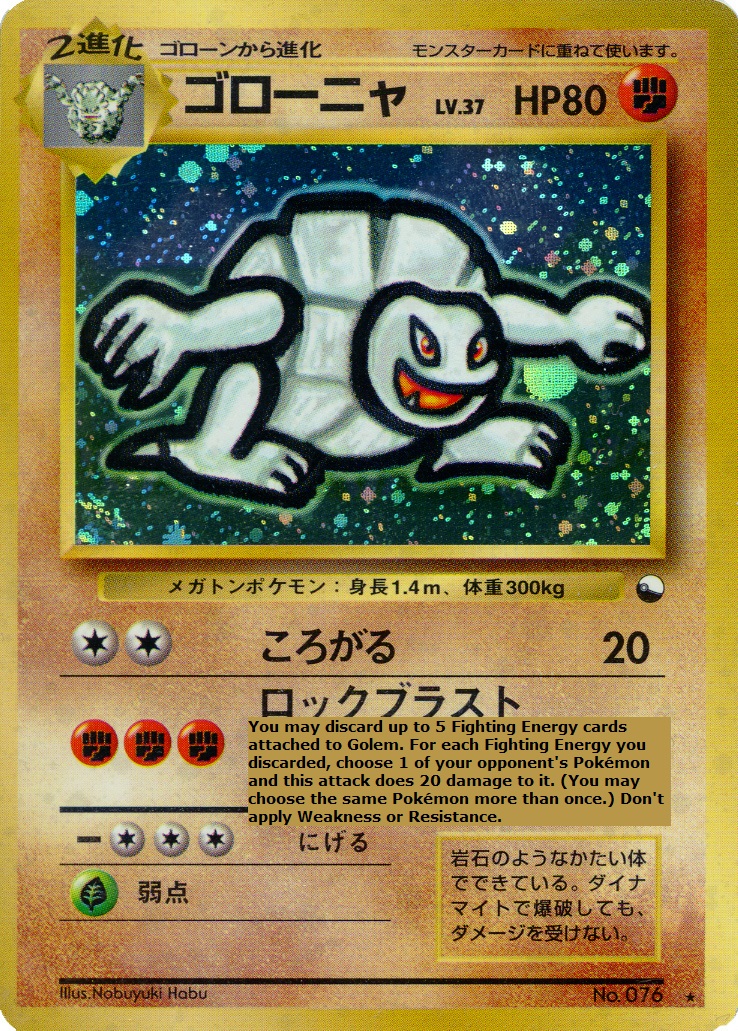 2進化 ゴローンから進化 モンスターカードに重ねて使います。
ゴローニャ LV.37 HP80
メガトンポケモン：身長1.4m、体重300kg
ころがる 20
ロックブラスト
You may discard up to 5 Fighting Energy cards
attached to Golem. For each Fighting Energy you
discarded, choose 1 of your opponent's Pokémon
and this attack does 20 damage to it. (You may
choose the same Pokémon more than once.) Don't
apply Weakness or Resistance.
にげる
弱点
岩石のようなかたい体
でできている。ダイナ
マイトで爆破しても、
ダメージを受けない。
Illus. Nobuyuki Habu
No. 076 ★